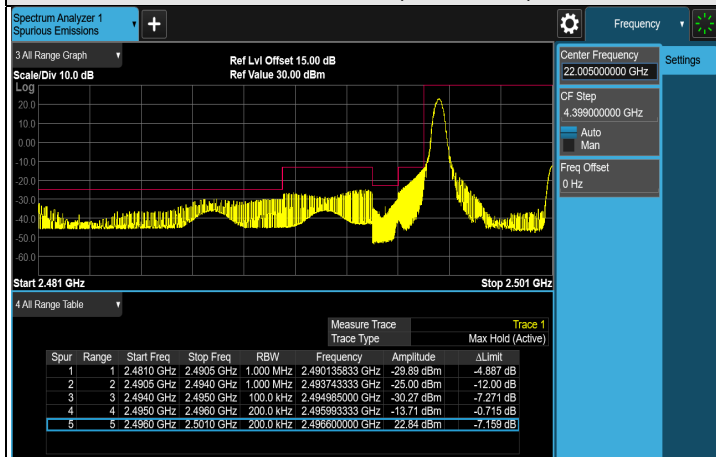 Spectrum Analyzer 1
Spurious Emissions
+
Frequency
3 All Range Graph
Ref Lvl Offset 15.00 dB
Scale/Div 10.0 dB
Ref Value 30.00 dBm
Log
20.0
10.0
0.00
-10.0
-20.0
-30.0
-40.0
-50.0
-60.0
Start 2.481 GHz
Stop 2.501 GHz
Center Frequency
22.005000000 GHz
Settings
CF Step
4.399000000 GHz
Auto
Man
Freq Offset
0 Hz
4 All Range Table
Measure Trace Trace 1
Trace Type Max Hold (Active)
Spur Range Start Freq Stop Freq RBW Frequency Amplitude ΔLimit
1 1 2.4810 GHz 2.4905 GHz 1.000 MHz 2.490135833 GHz -29.89 dBm -4.887 dB
2 2 2.4905 GHz 2.4940 GHz 1.000 MHz 2.493743333 GHz -25.00 dBm -12.00 dB
3 3 2.4940 GHz 2.4950 GHz 100.0 kHz 2.494985000 GHz -30.27 dBm -7.271 dB
4 4 2.4950 GHz 2.4960 GHz 200.0 kHz 2.495993333 GHz -13.71 dBm -0.715 dB
5 5 2.4960 GHz 2.5010 GHz 200.0 kHz 2.496600000 GHz 22.84 dBm -7.159 dB